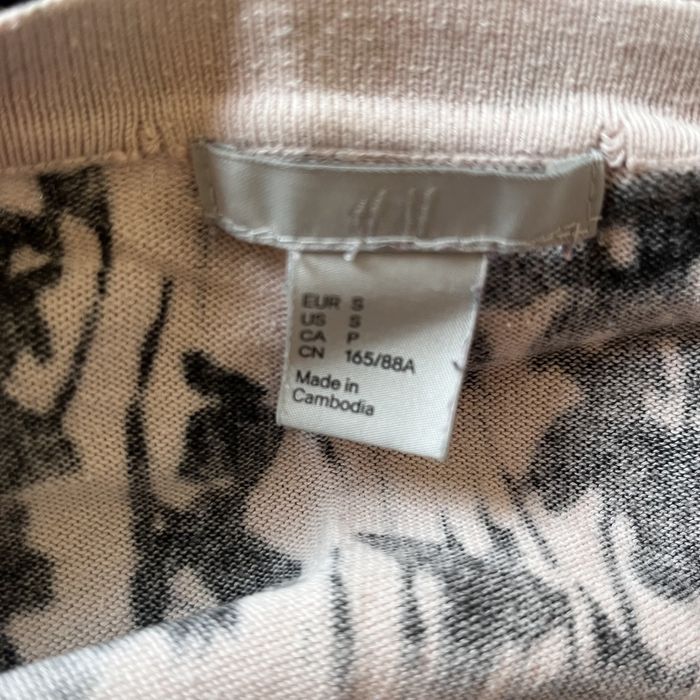 EUR S
US S
CA P
CN 165/88A
Made in
Cambodia